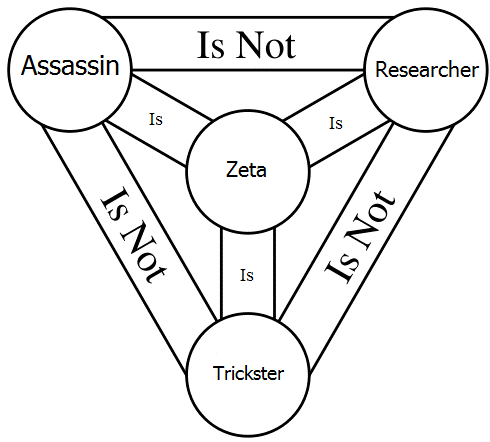 Is Not
Assassin
Researcher
Is
Is
Zeta
Is Not
Is Not
Is
Trickster